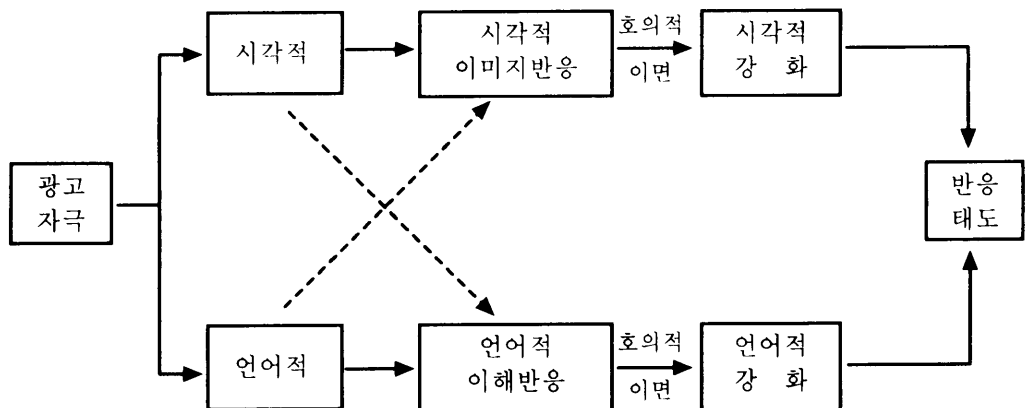 시각적
시각적
이미지반응
호의적
이면
시각적
강 화
광고
자극
반응
태도
언어적
언어적
이해반응
호의적
이면
언어적
강 화